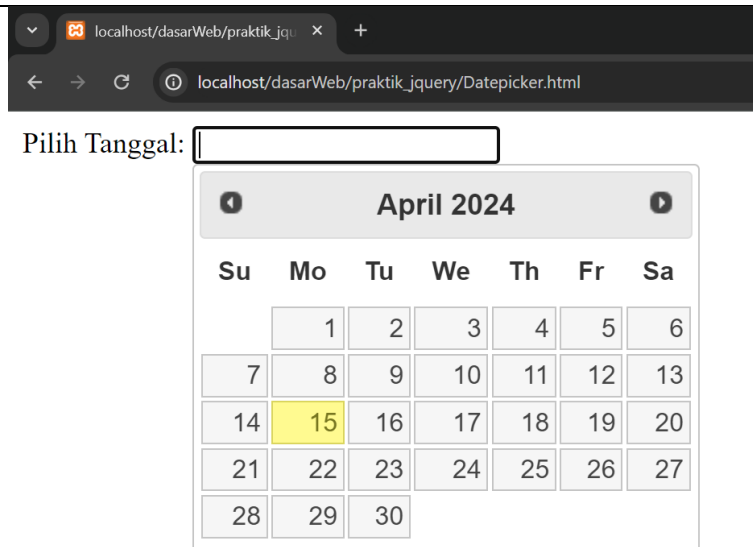 localhost/dasarWeb/praktik_jqu
localhost/dasarWeb/praktik_jquery/Datepicker.html
Pilih Tanggal:
April 2024
Su Mo Tu We Th Fr Sa
1 2 3 4 5 6
7 8 9 10 11 12 13
14 15 16 17 18 19 20
21 22 23 24 25 26 27
28 29 30